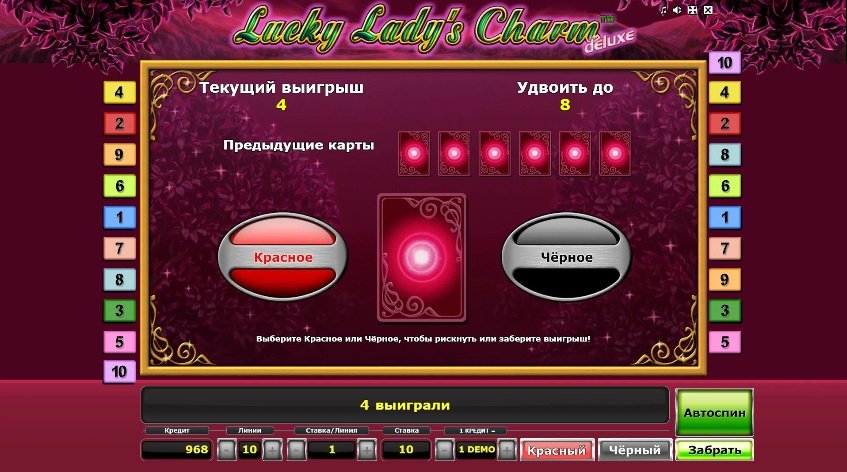 Lucky Lady's Charm
deluxe
Текущий выигрыш
4
Удвоить до
8
Предыдущие карты
Красное
Чёрное
Выберите Красное или Чёрное, чтобы рискнуть или заберите выигрыш!
4
2
9
6
1
7
8
3
5
10
10
4
2
8
6
1
7
9
3
5
4 выиграли
Автоспин
Кредит Линии Ставка/Линия Ставка 1 КРЕДИТ =
968 - 10 + - 1 + 10 - 1 DEMO + Красный Чёрный Забрать